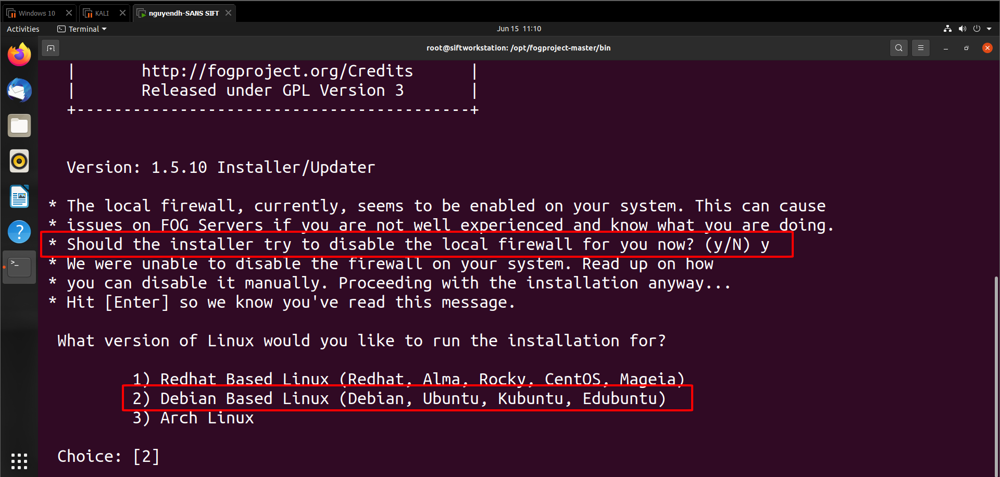 Windows 10
KALI
nguyendh-SANS SIFT
Activities
Terminal
Jun 15 11:10
root@siftworkstation: /opt/fogproject-master/bin
| http://fogproject.org/Credits |
| Released under GPL Version 3 |
+------------------------------------------+
Version: 1.5.10 Installer/Updater
* The local firewall, currently, seems to be enabled on your system. This can cause
* issues on FOG Servers if you are not well experienced and know what you are doing.
* Should the installer try to disable the local firewall for you now? (y/N) y
* We were unable to disable the firewall on your system. Read up on how
* you can disable it manually. Proceeding with the installation anyway...
* Hit [Enter] so we know you've read this message.
What version of Linux would you like to run the installation for?
1) Redhat Based Linux (Redhat, Alma, Rocky, CentOS, Mageia)
2) Debian Based Linux (Debian, Ubuntu, Kubuntu, Edubuntu)
3) Arch Linux
Choice: [2]